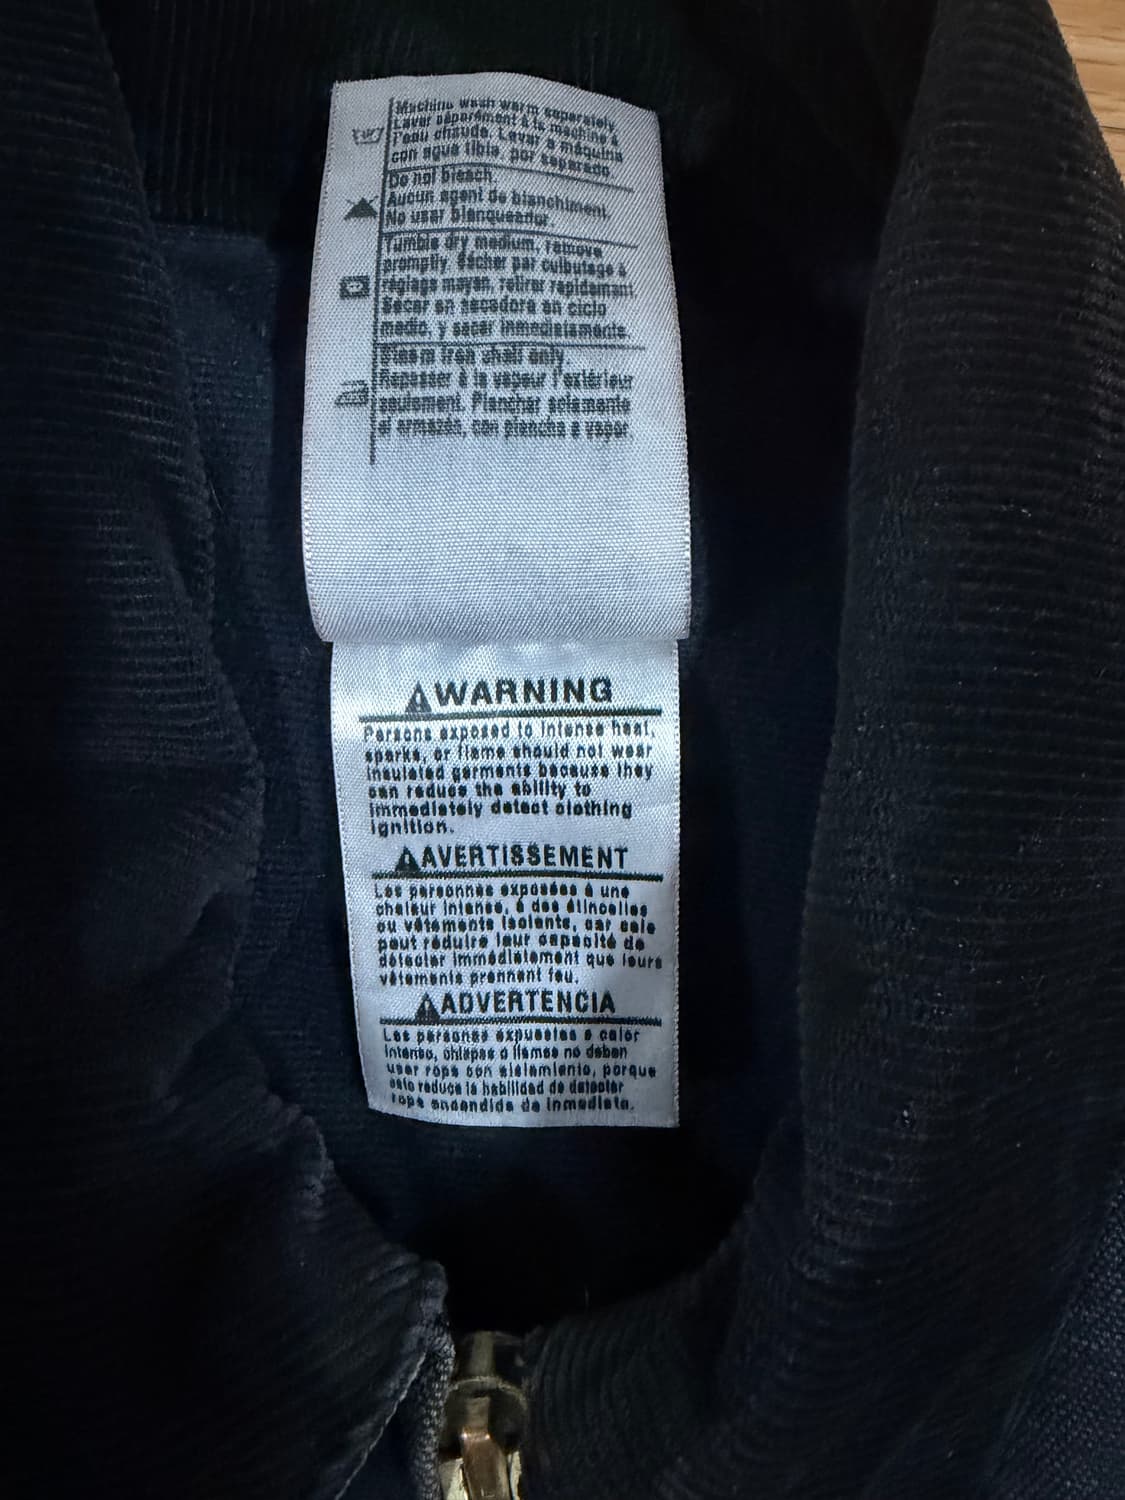 Machine wash warm separately.
Laver séparément à la machine à
l'eau chaude. Lavar a máquina
con agua tibia, por separado.
Do not bleach.
Aucun agent de blanchiment.
No usar blanqueador.
Tumble dry medium, remove
promptly. Sécher par culbutage à
réglage moyen, retirer rapidement.
Secar en secadora en ciclo
medio, y sacar inmediatamente.
Steam iron shell only.
Repasser à la vapeur l'extérieur
seulement. Planchar solamente
el armazón, con plancha a vapor.
WARNING
Persons exposed to intense heat,
sparks, or flame should not wear
insulated garments because they
can reduce the ability to
immediately detect clothing
ignition.
AVERTISSEMENT
Les personnes exposées à une
chaleur intense, à des étincelles
ou vêtements isolants, car cela
peut réduire leur capacité de
détecter immédiatement que leurs
vêtements prennent feu.
ADVERTENCIA
Las personas expuestas a calor
intenso, chispas o llamas no deben
usar ropa con aislamiento, porque
esto reduce la habilidad de detectar
ropa encendida de inmediato.